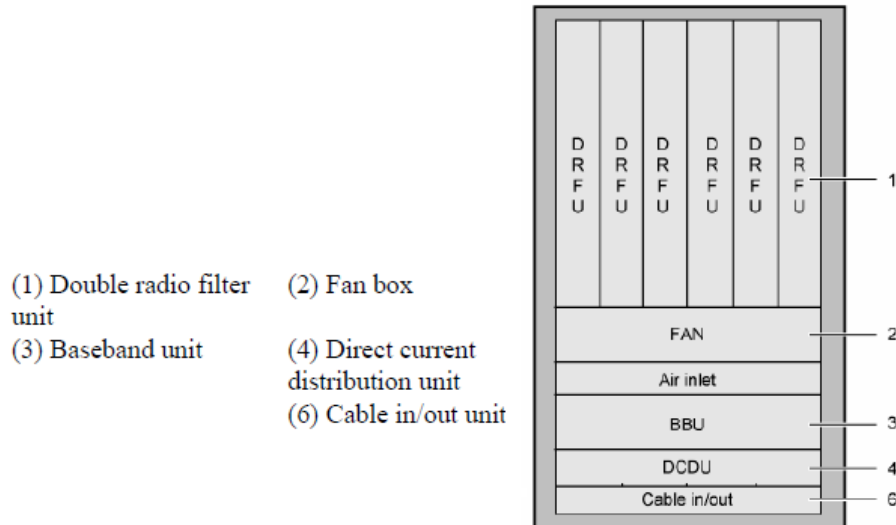 (1) Double radio filter unit
(2) Fan box
(3) Baseband unit
(4) Direct current distribution unit
(6) Cable in/out unit
D R F U
D R F U
D R F U
D R F U
D R F U
D R F U
1
FAN
2
Air inlet
BBU
3
DCDU
4
Cable in/out
6